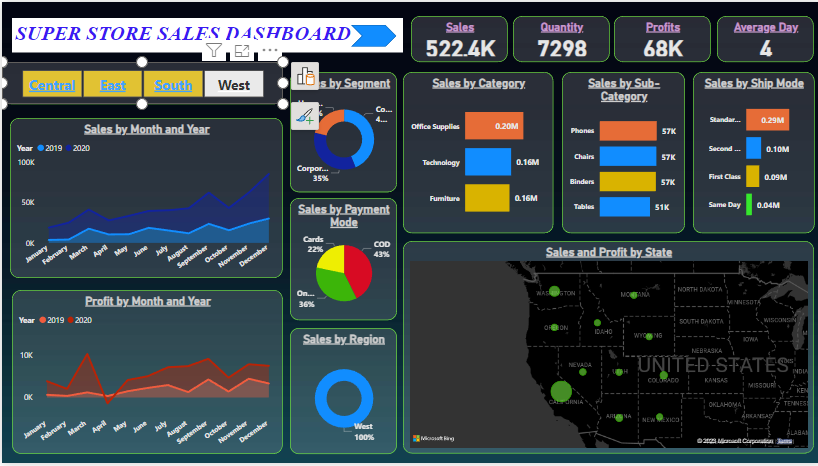 SUPER STORE SALES DASHBOARD
Sales
522.4K
Quantity
7298
Profits
68K
Average Day
4
Central
East
South
West
Sales by Month and Year
Year 2019 2020
100K
50K
0K
January
February
March
April
May
June
July
August
September
October
November
December
Profit by Month and Year
Year 2019 2020
10K
0K
January
February
March
April
May
June
July
August
September
October
November
December
s by Segment
Co...
4...
Corpor...
35%
Sales by Payment
Mode
Cards
22%
COD
43%
On...
36%
Sales by Region
West
100%
Sales by Category
Office Supplies 0.20M
Technology 0.16M
Furniture 0.16M
Sales by Sub-
Category
Phones 57K
Chairs 57K
Binders 57K
Tables 51K
Sales by Ship Mode
Standar... 0.29M
Second ... 0.10M
First Class 0.09M
Same Day 0.04M
Sales and Profit by State
WASHINGTON
MONTANA
NORTH DAKOTA
MINNESOTA
OREGON
IDAHO
SOUTH DAKOTA
WISCONSIN
WYOMING
IOWA
NEBRASKA
NEVADA
UTAH
UNITED STATES
COLORADO
KANSAS
MISSOURI
CALIFORNIA
OKLAHOMA
TENNESS
ARIZONA
NEW MEXICO
ARKANSAS
ALABAM
TEXAS
Microsoft Bing
© 2023 Microsoft Corporation Terms